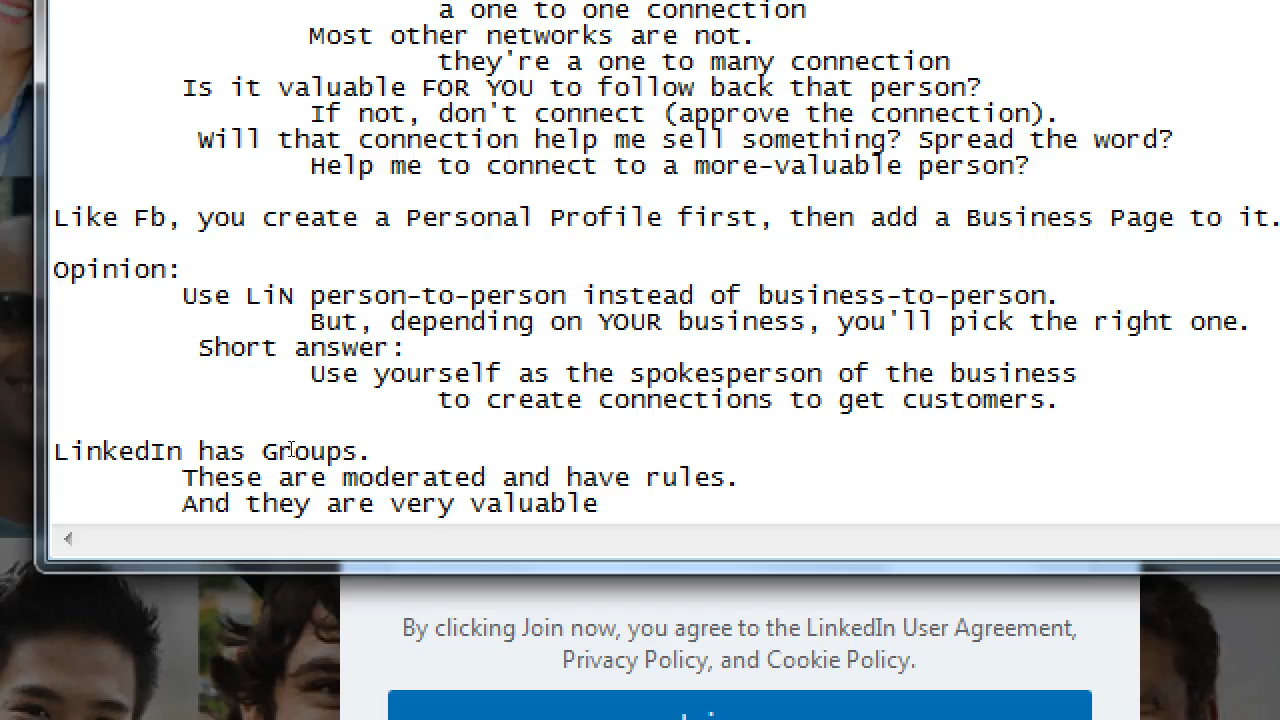 a one to one connection
Most other networks are not.
they're a one to many connection
Is it valuable FOR YOU to follow back that person?
If not, don't connect (approve the connection).
Will that connection help me sell something? Spread the word?
Help me to connect to a more-valuable person?
Like Fb, you create a Personal Profile first, then add a Business Page to it.
Opinion:
Use LiN person-to-person instead of business-to-person.
But, depending on YOUR business, you'll pick the right one.
Short answer:
Use yourself as the spokesperson of the business
to create connections to get customers.
LinkedIn has Groups.
These are moderated and have rules.
And they are very valuable
By clicking Join now, you agree to the LinkedIn User Agreement,
Privacy Policy, and Cookie Policy.